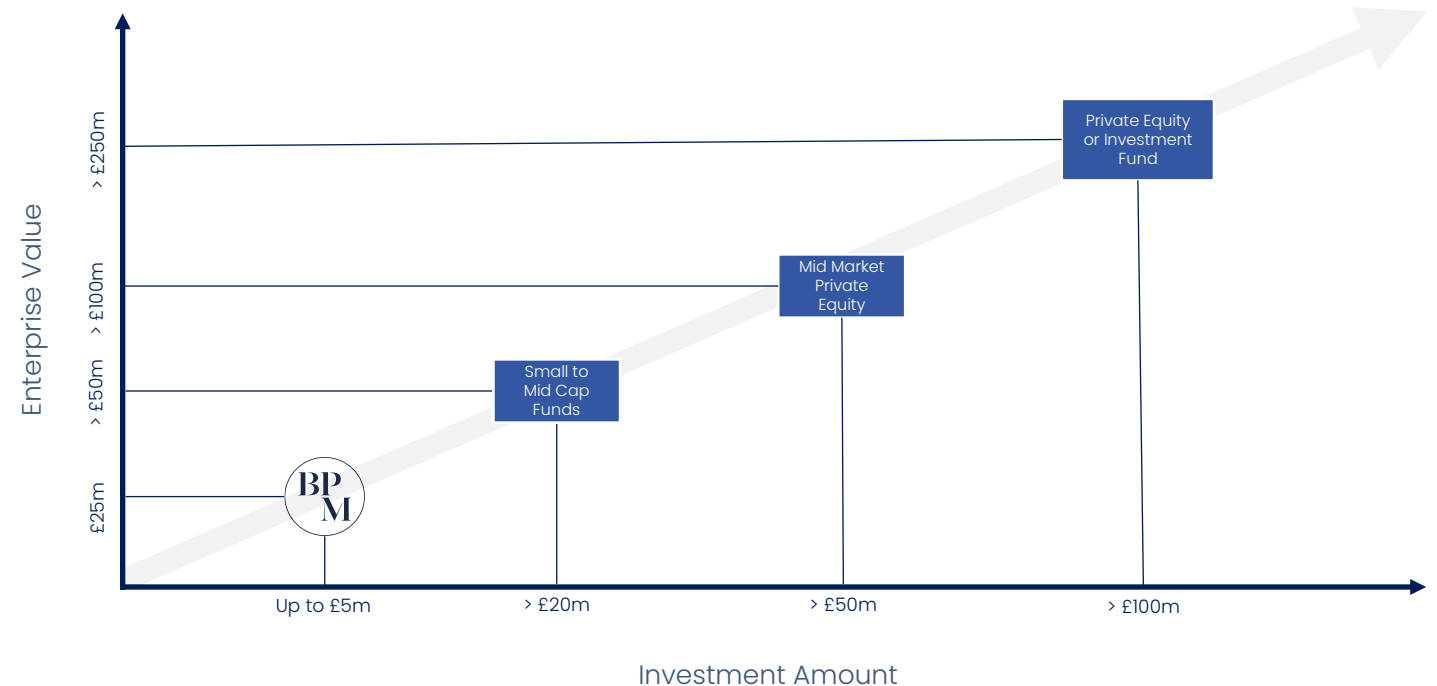 > £250m
Private Equity
or Investment
Fund
Enterprise Value
> £100m
Mid Market
Private
Equity
> £50m
Small to
Mid Cap
Funds
£25m
BP
M
Up to £5m
> £20m
> £50m
> £100m
Investment Amount